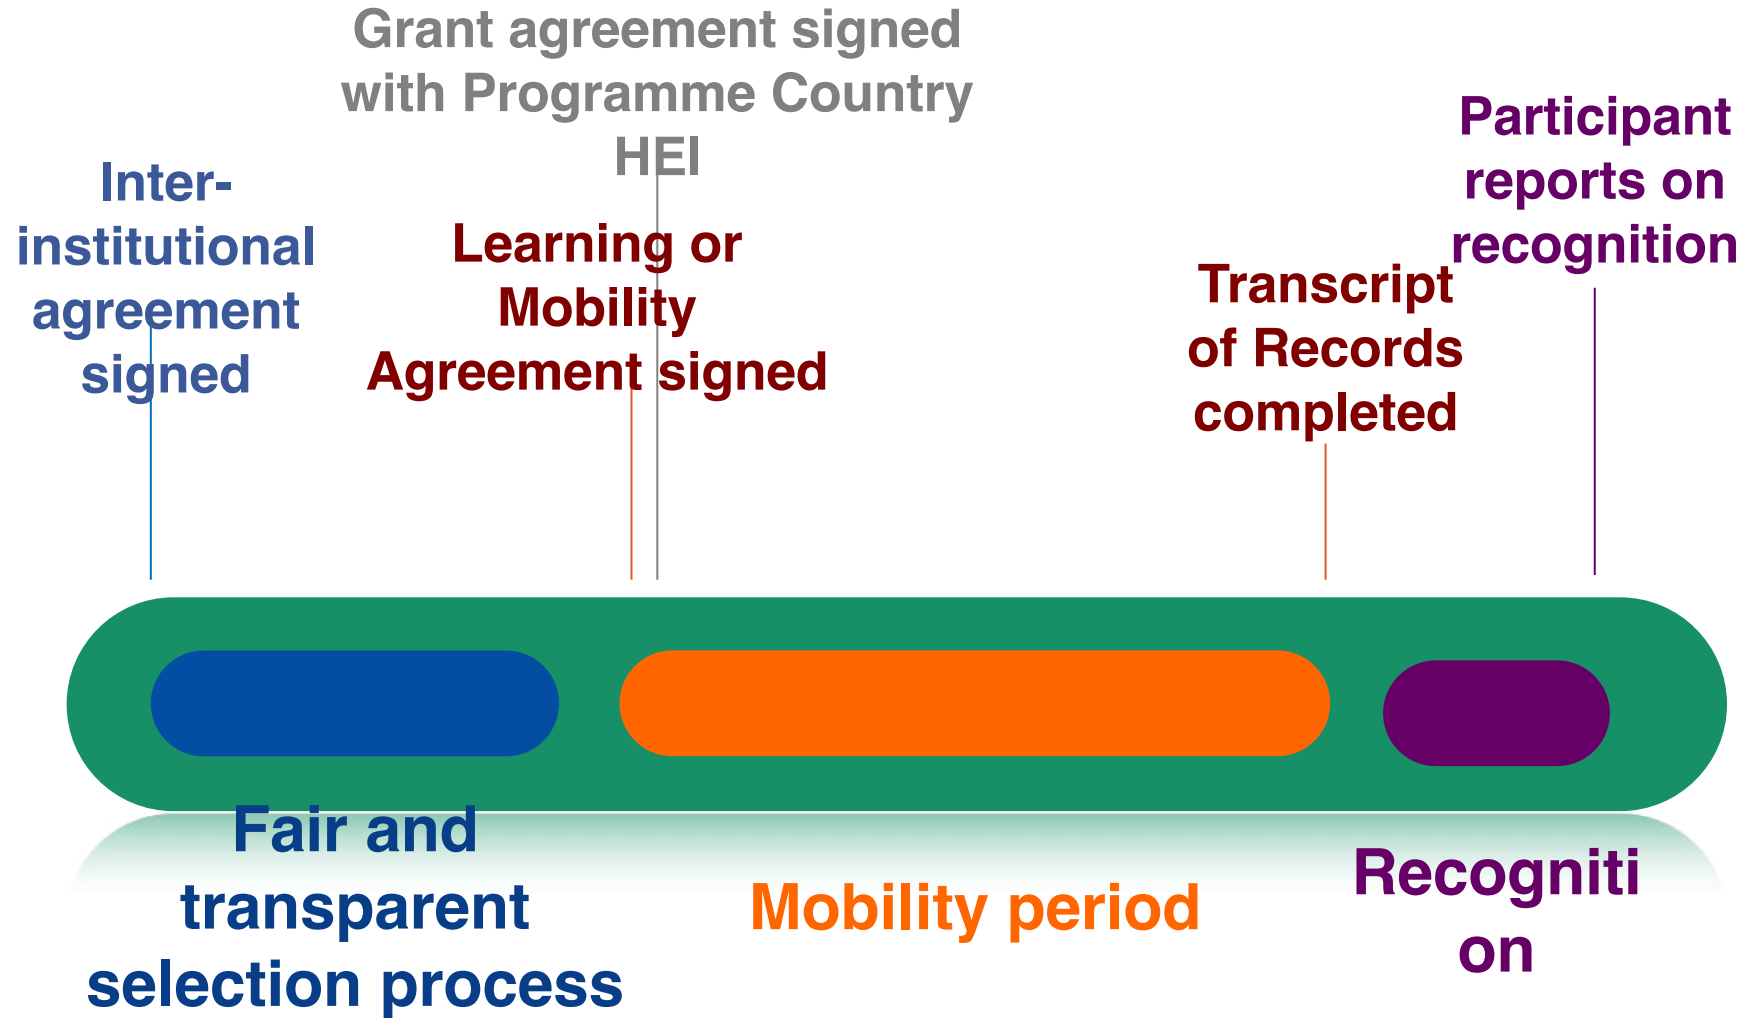 Grant agreement signed
with Programme Country
HEI
Inter-
institutional
agreement
signed
Learning or
Mobility
Agreement signed
Transcript
of Records
completed
Participant
reports on
recognition
Fair and
transparent
selection process
Mobility period
Recogniti
on